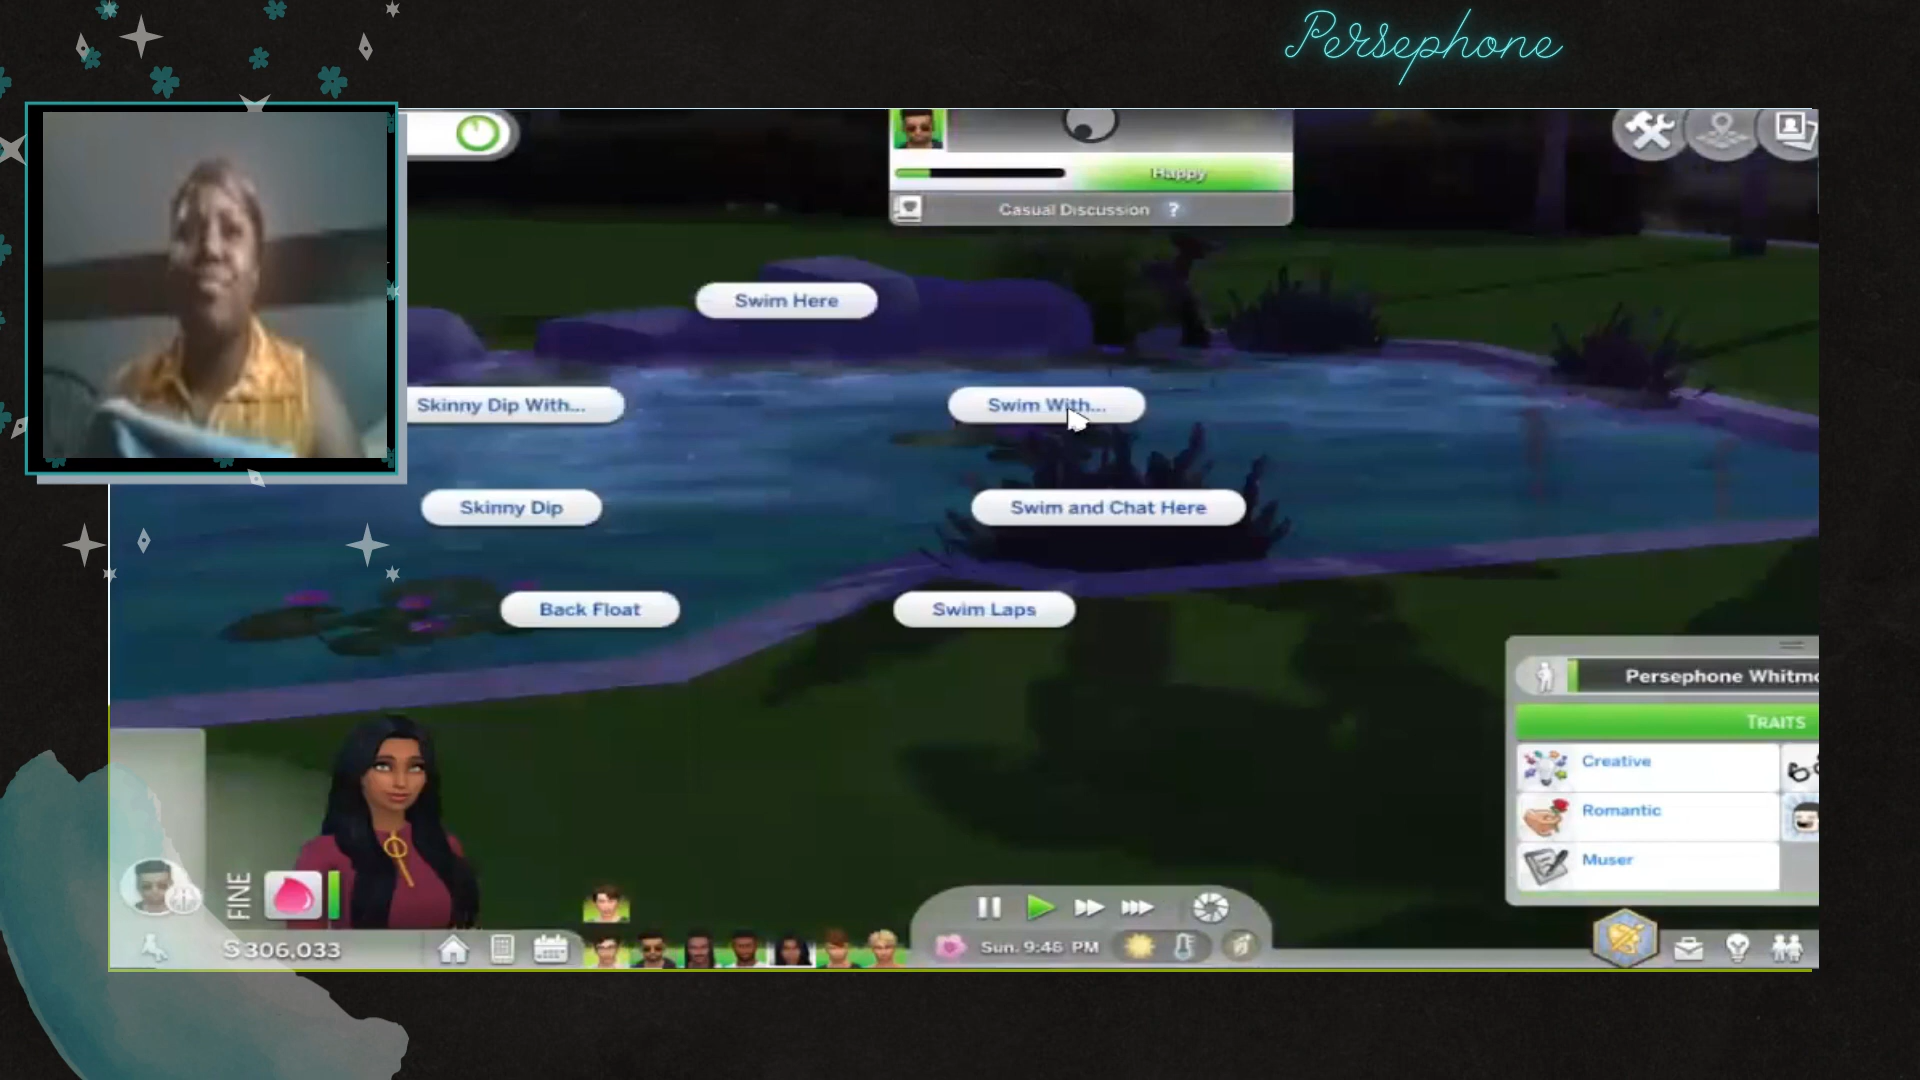 Persephone
Happy
Casual Discussion ?
Swim Here
Skinny Dip With...
Swim With...
Skinny Dip
Swim and Chat Here
Back Float
Swim Laps
Persephone Whitmo
TRAITS
Creative
Romantic
Muser
FINE
S 306,033
Sun. 9:46 PM